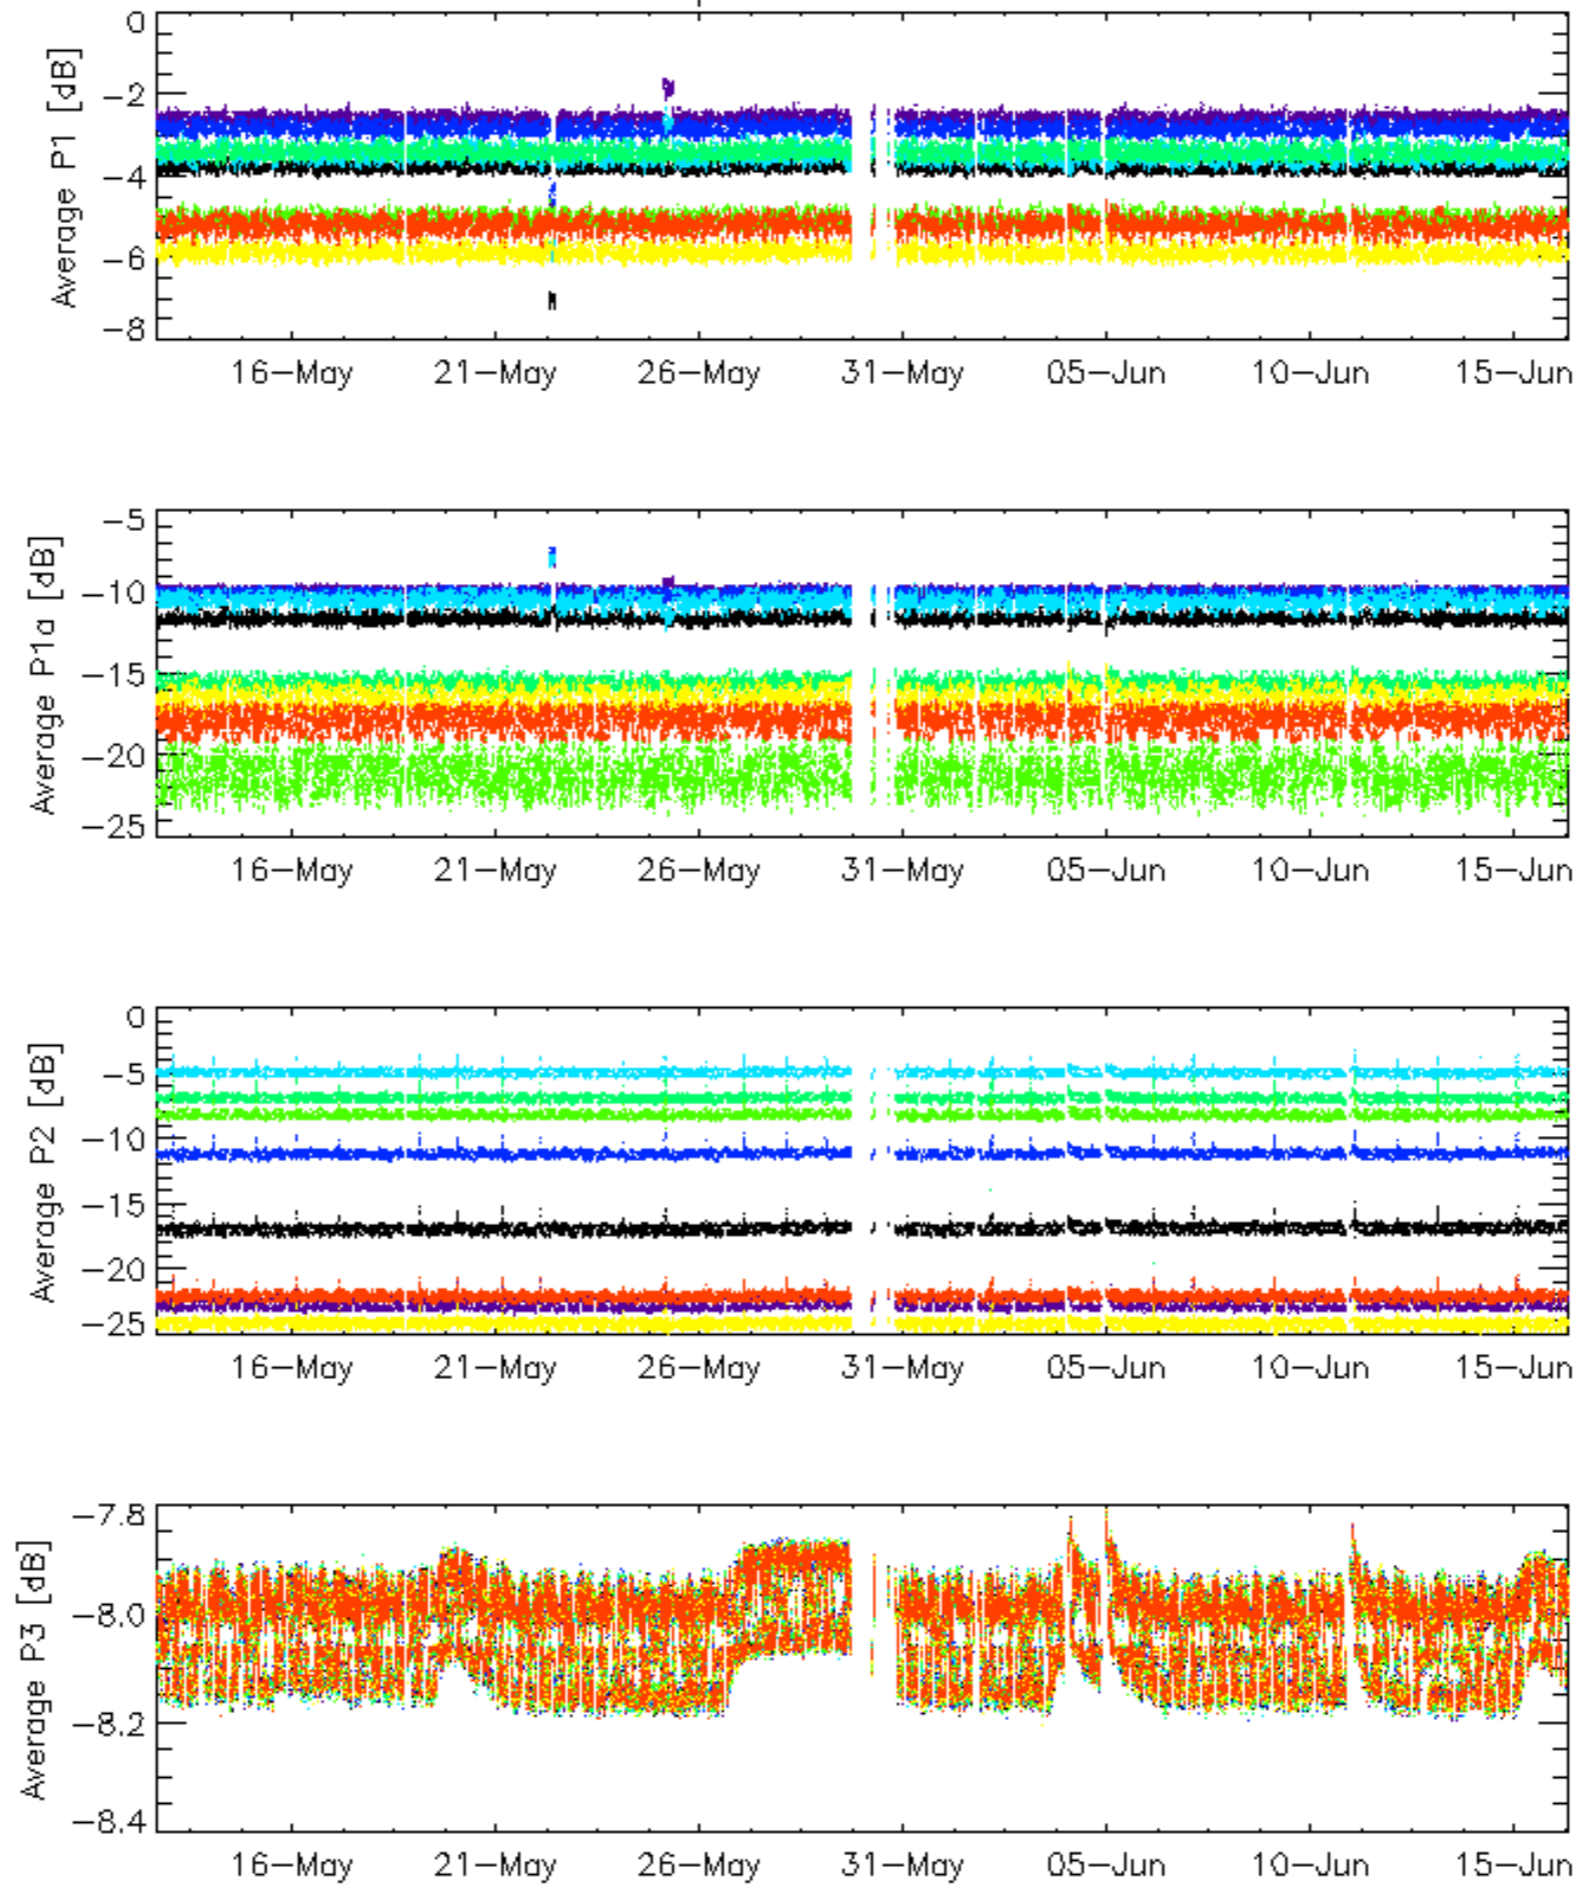 Average P1 [dB]
0
−2
−4
−6
−8
16−May 21−May 26−May 31−May 05−Jun 10−Jun 15−Jun
Average P1a [dB]
−5
−10
−15
−20
−25
16−May 21−May 26−May 31−May 05−Jun 10−Jun 15−Jun
Average P2 [dB]
0
−5
−10
−15
−20
−25
16−May 21−May 26−May 31−May 05−Jun 10−Jun 15−Jun
Average P3 [dB]
−7.8
−8.0
−8.2
−8.4
16−May 21−May 26−May 31−May 05−Jun 10−Jun 15−Jun